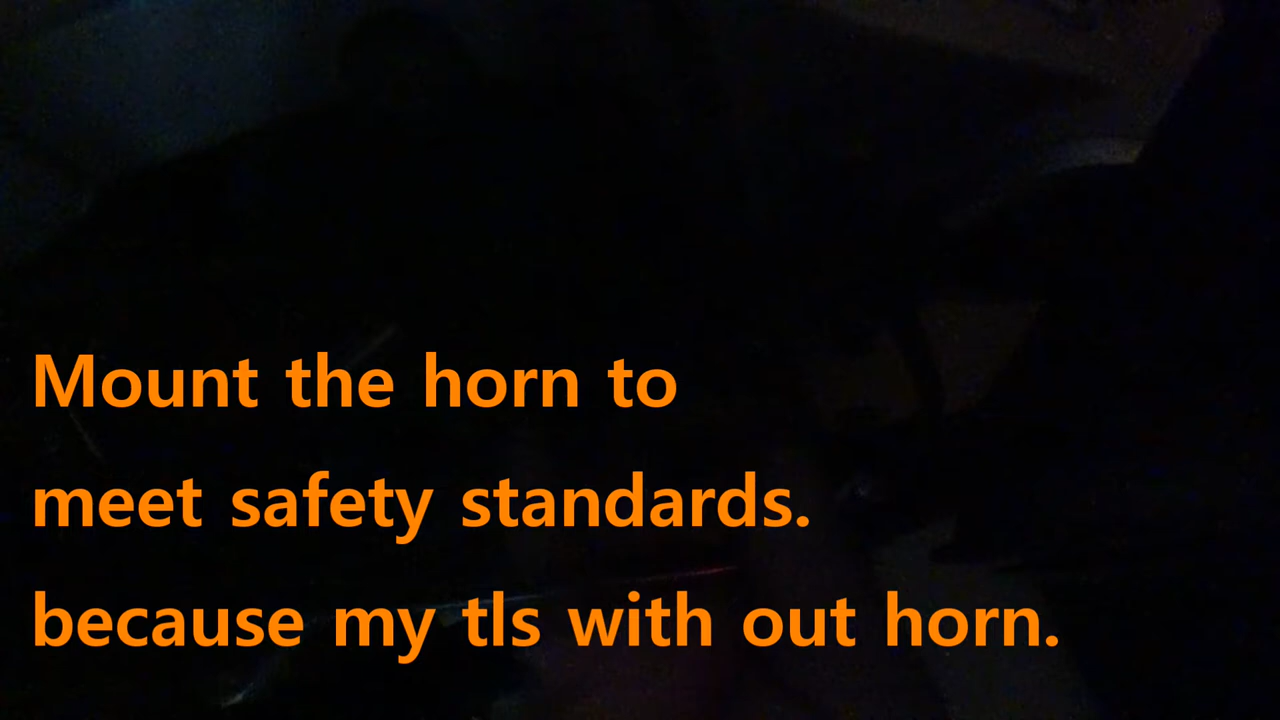 Mount the horn to
meet safety standards.
because my tls with out horn.